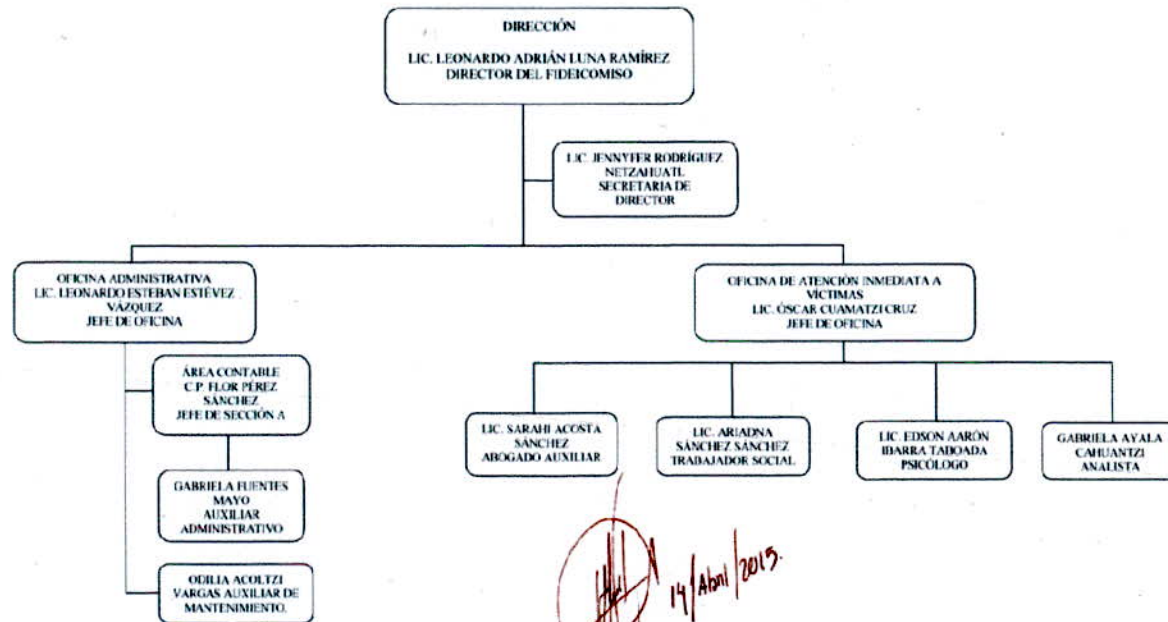 DIRECCIÓN
LIC. LEONARDO ADRIÁN LUNA RAMÍREZ
DIRECTOR DEL FIDEICOMISO
LIC. JENNYFER RODRÍGUEZ
NETZAHUATL
SECRETARIA DE
DIRECTOR
OFICINA ADMINISTRATIVA
LIC. LEONARDO ESTEBAN ESTÉVEZ
VÁZQUEZ
JEFE DE OFICINA
OFICINA DE ATENCIÓN INMEDIATA A
VÍCTIMAS
LIC. ÓSCAR CUAMATZI CRUZ
JEFE DE OFICINA
ÁREA CONTABLE
C.P. FLOR PÉREZ
SÁNCHEZ
JEFE DE SECCIÓN A
GABRIELA FUENTES
MAYO
AUXILIAR
ADMINISTRATIVO
ODILIA ACOLTZI
VARGAS AUXILIAR DE
MANTENIMIENTO.
LIC. SARAHI ACOSTA
SÁNCHEZ
ABOGADO AUXILIAR
LIC. ARIADNA
SÁNCHEZ SÁNCHEZ
TRABAJADOR SOCIAL
LIC. EDSON AARÓN
IBARRA TABOADA
PSICÓLOGO
GABRIELA AYALA
CAHUANTZI
ANALISTA
14/Abril/2015.